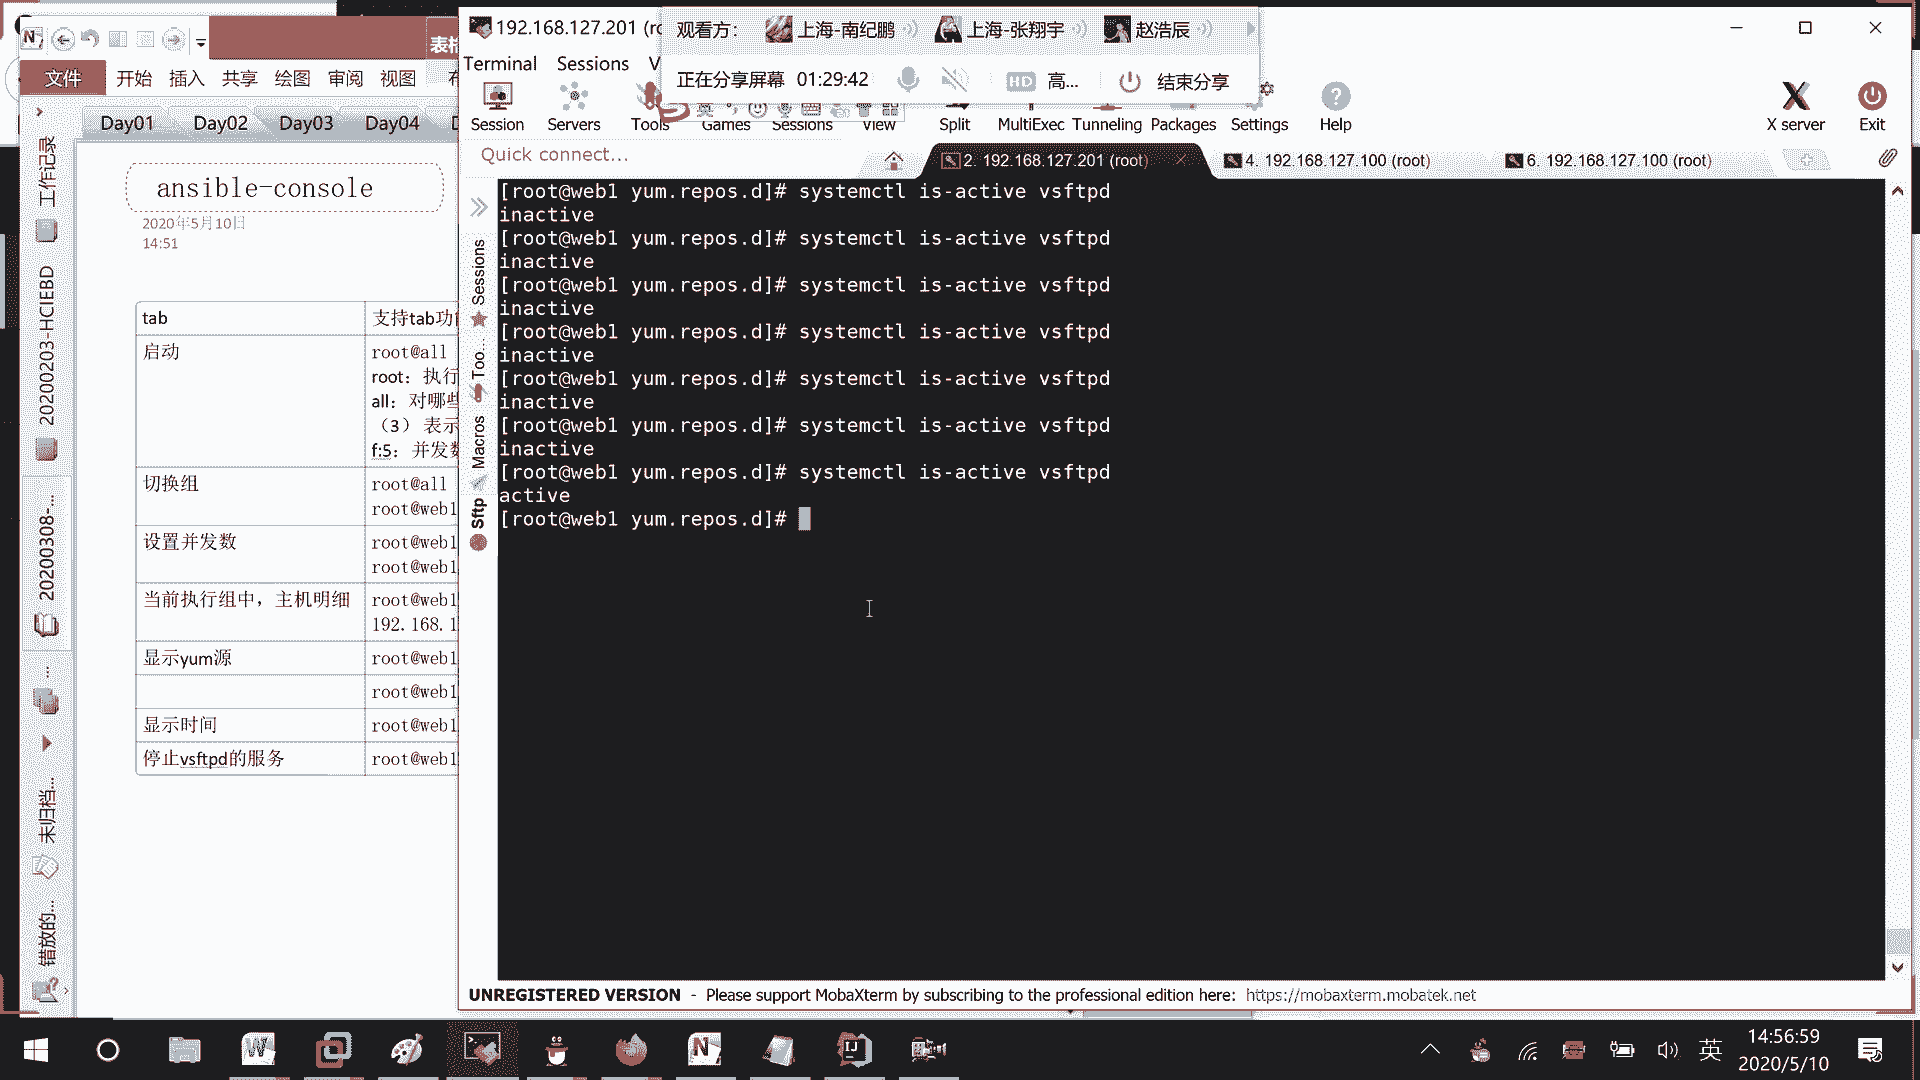 192.168.127.201 (ro
观看方：
上海-南纪鹏
上海-张翔宇
赵浩辰
正在分享屏幕 01:29:42
HD
高...
结束分享
表格
文件
开始
插入
共享
绘图
审阅
视图
布
Terminal
Sessions
V
Session
Servers
Tools
Games
Sessions
View
Split
MultiExec
Tunneling
Packages
Settings
Help
X server
Exit
Day01
Day02
Day03
Day04
D
Quick connect...
2. 192.168.127.201 (root)
4. 192.168.127.100 (root)
6. 192.168.127.100 (root)
工作记录
20200203-HCIEBD
20200308-...
...
未归档...
错放的...
ansible-console
2020年5月10日
14:51
tab
支持tab功
启动
root@all
root：执行
all：对哪些
（3）表示
f:5：并发数
切换组
root@all
root@web1
设置并发数
root@web1
root@web1
当前执行组中，主机明细
root@web1
192.168.1
显示yum源
root@web1
root@web1
显示时间
root@web1
停止vsftpd的服务
root@web1
Sessions
Too...
Macros
Sftp
[root@web1 yum.repos.d]# systemctl is-active vsftpd
inactive
[root@web1 yum.repos.d]# systemctl is-active vsftpd
inactive
[root@web1 yum.repos.d]# systemctl is-active vsftpd
inactive
[root@web1 yum.repos.d]# systemctl is-active vsftpd
inactive
[root@web1 yum.repos.d]# systemctl is-active vsftpd
inactive
[root@web1 yum.repos.d]# systemctl is-active vsftpd
inactive
[root@web1 yum.repos.d]# systemctl is-active vsftpd
active
[root@web1 yum.repos.d]#
UNREGISTERED VERSION - Please support MobaXterm by subscribing to the professional edition here: https://mobaxterm.mobatek.net
英
14:56:59
2020/5/10